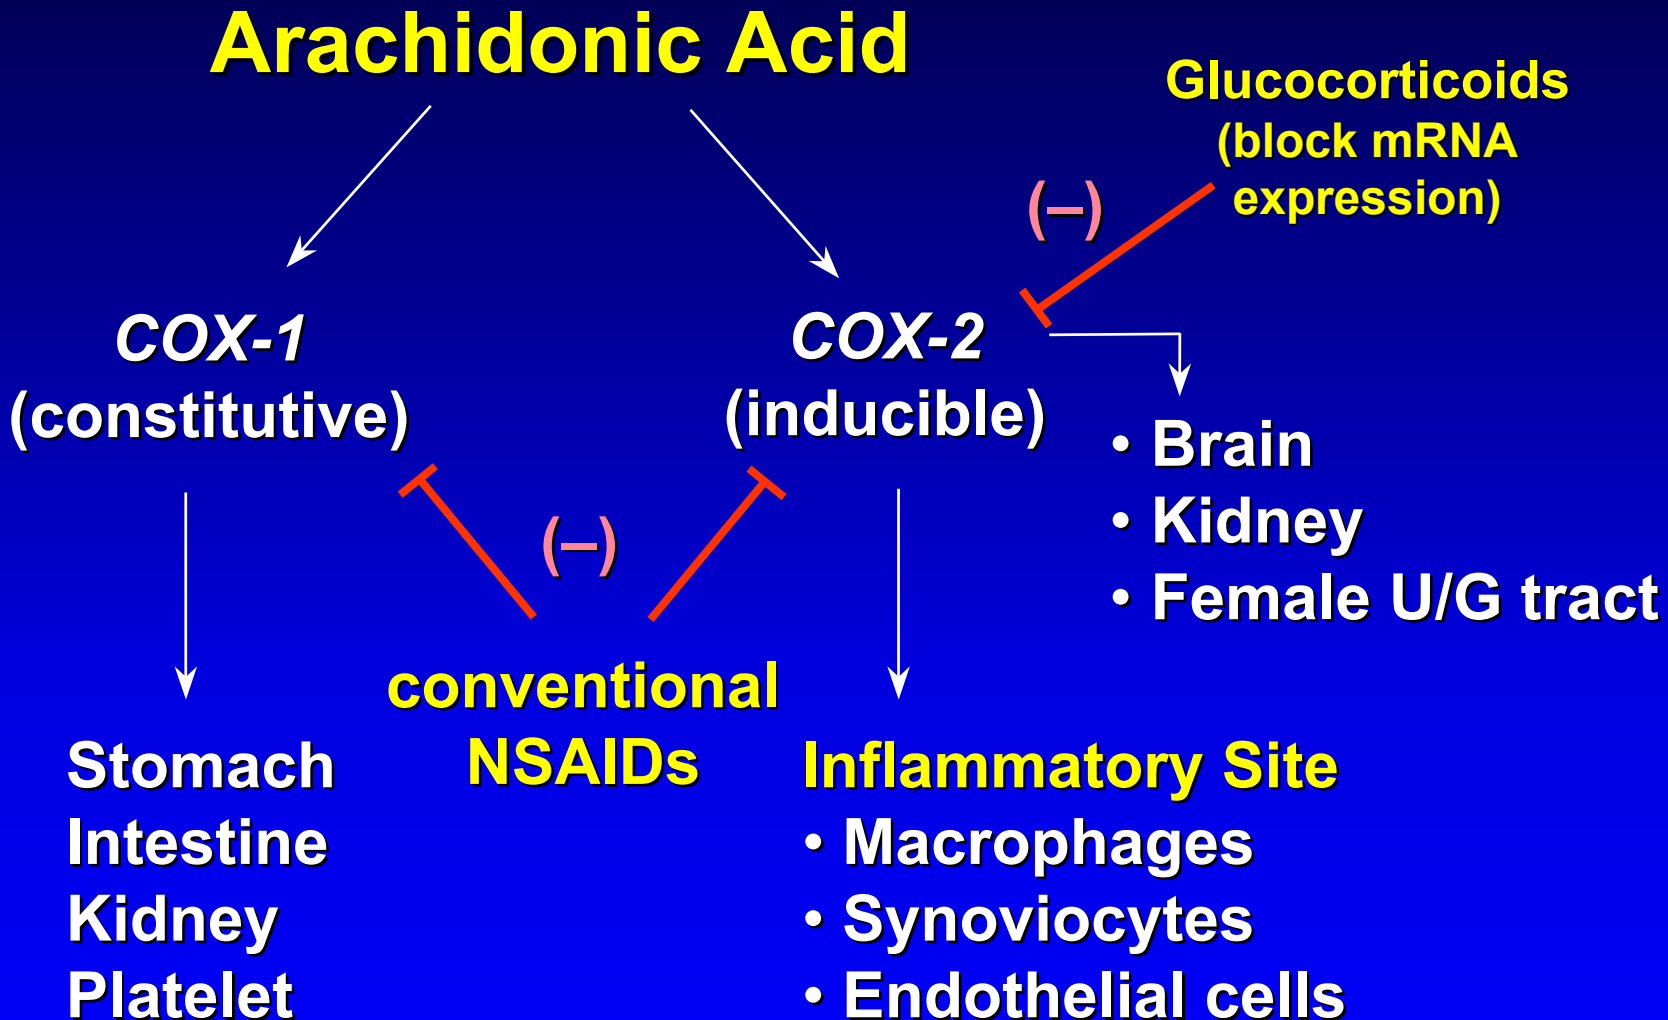 Arachidonic Acid
Glucocorticoids
(block mRNA
expression)
(–)
COX-1
(constitutive)
COX-2
(inducible)
• Brain
• Kidney
• Female U/G tract
(–)
conventional
NSAIDs
Stomach
Intestine
Kidney
Platelet
Inflammatory Site
• Macrophages
• Synoviocytes
• Endothelial cells